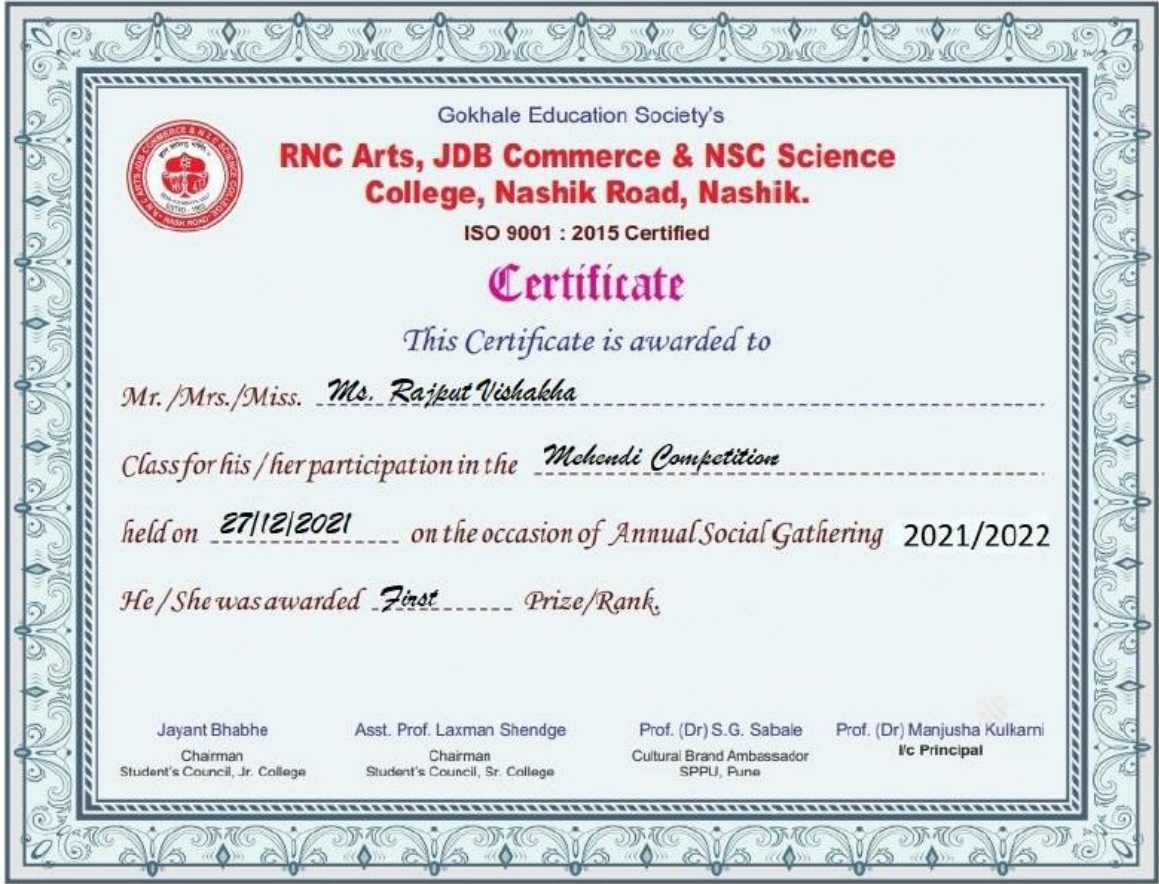 Gokhale Education Society's
RNC Arts, JDB Commerce & NSC Science
College, Nashik Road, Nashik.
ISO 9001 : 2015 Certified
Certificate
This Certificate is awarded to
Mr. /Mrs./Miss. Ms. Rajput Vishakha
Class for his / her participation in the Mehendi Competition
held on 27/12/2021 on the occasion of Annual Social Gathering 2021/2022
He / She was awarded First Prize/Rank.
Jayant Bhabhe
Chairman
Student's Council, Jr. College
Asst. Prof. Laxman Shendge
Chairman
Student's Council, Sr. College
Prof. (Dr) S.G. Sabale
Cultural Brand Ambassador
SPPU, Pune
Prof. (Dr) Manjusha Kulkarni
I/c Principal